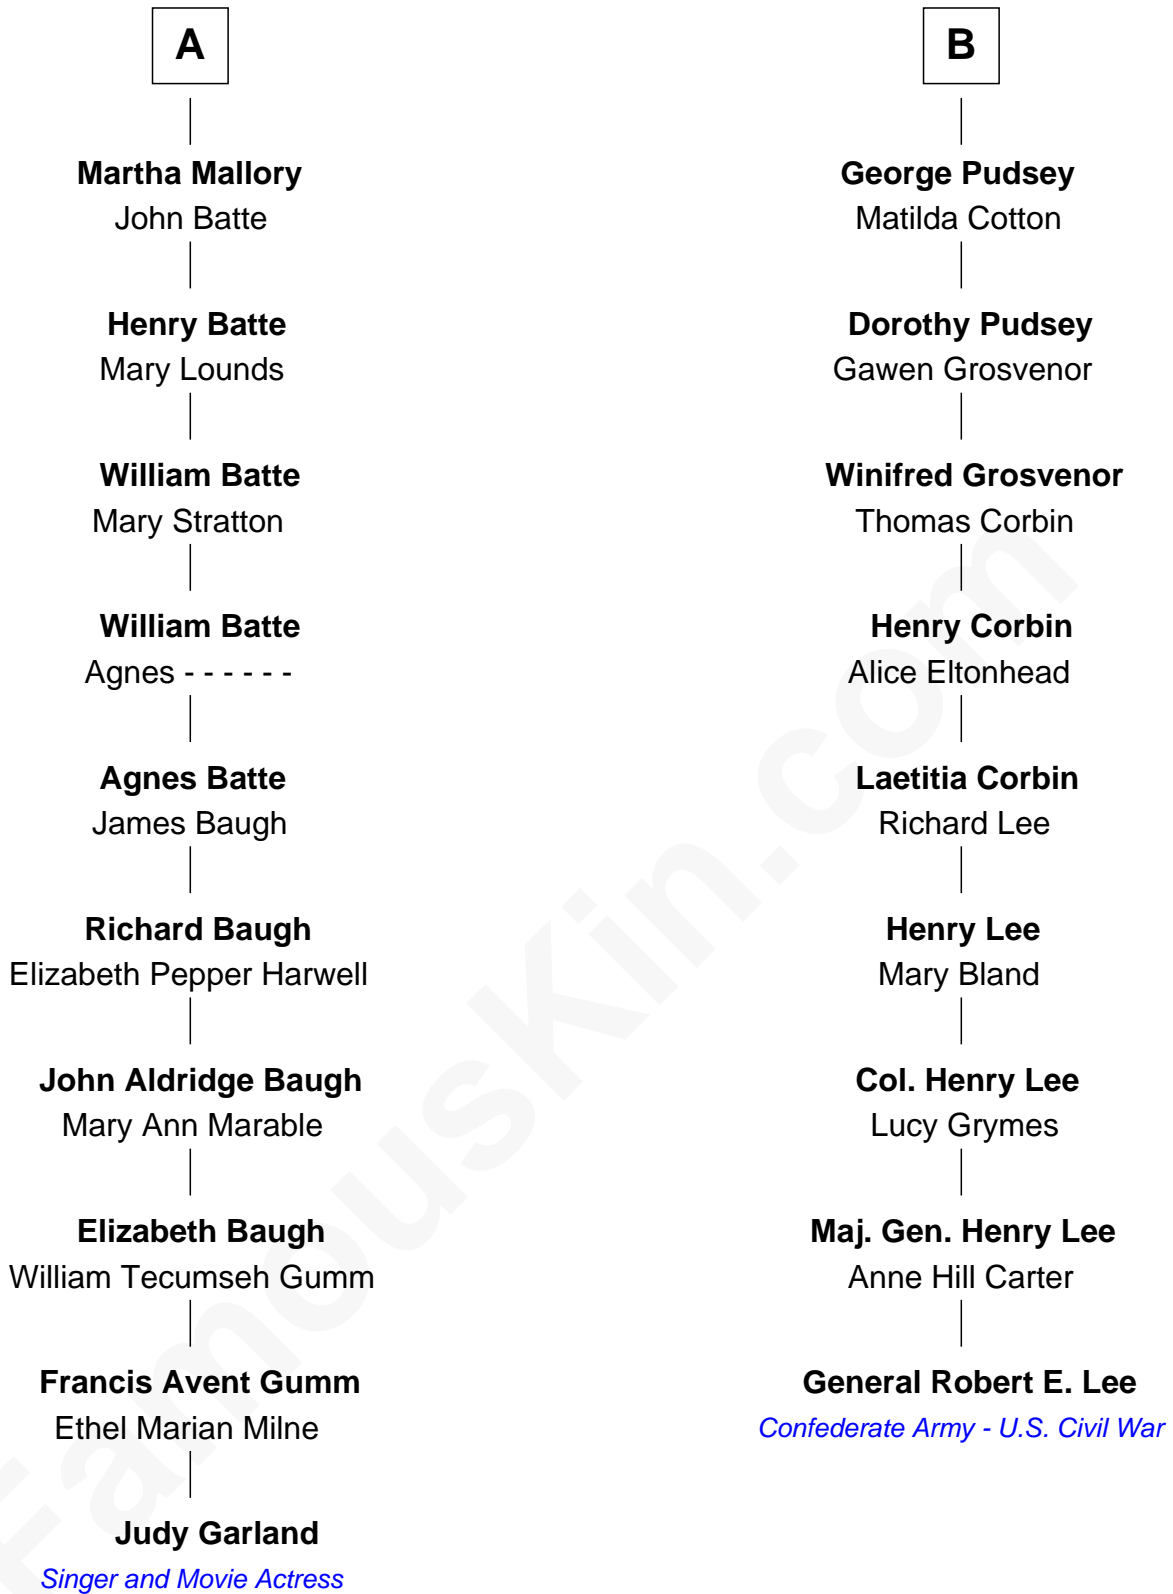 A
Martha Mallory
John Batte
Henry Batte
Mary Lounds
William Batte
Mary Stratton
William Batte
Agnes - - - - - -
Agnes Batte
James Baugh
Richard Baugh
Elizabeth Pepper Harwell
John Aldridge Baugh
Mary Ann Marable
Elizabeth Baugh
William Tecumseh Gumm
Francis Avent Gumm
Ethel Marian Milne
Judy Garland
Singer and Movie Actress
B
George Pudsey
Matilda Cotton
Dorothy Pudsey
Gawen Grosvenor
Winifred Grosvenor
Thomas Corbin
Henry Corbin
Alice Eltonhead
Laetitia Corbin
Richard Lee
Henry Lee
Mary Bland
Col. Henry Lee
Lucy Grymes
Maj. Gen. Henry Lee
Anne Hill Carter
General Robert E. Lee
Confederate Army - U.S. Civil War
FamousKin.com